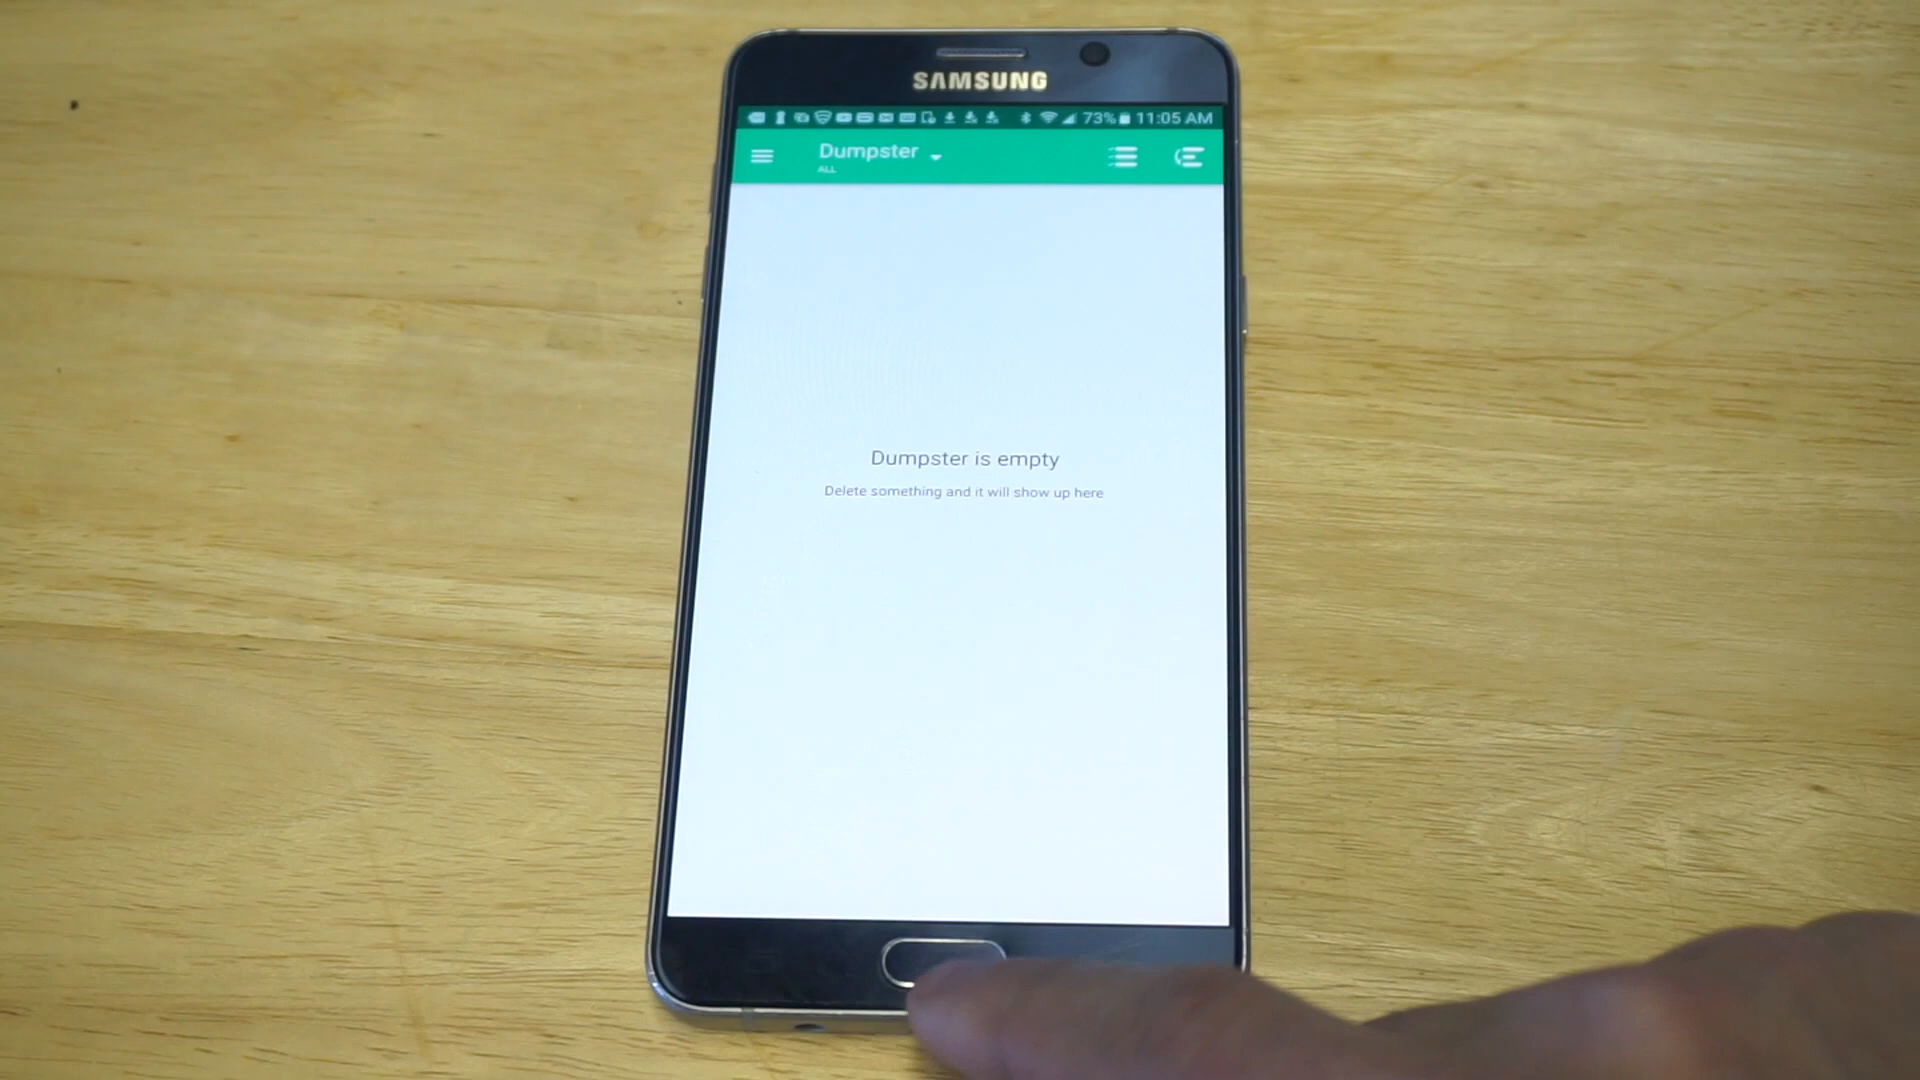 SAMSUNG
73% 11:05 AM
Dumpster
ALL
Dumpster is empty
Delete something and it will show up here